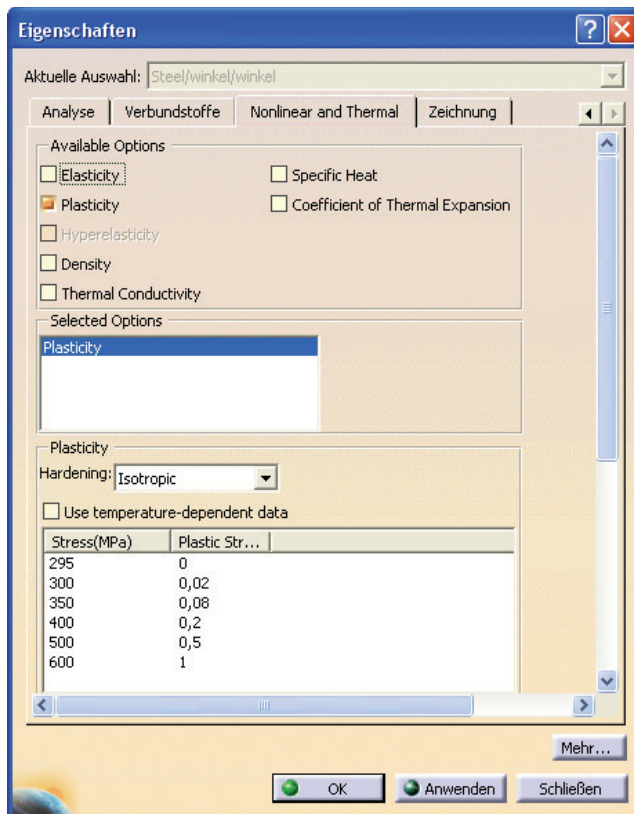 Eigenschaften
Aktuelle Auswahl: Steel/winkel/winkel
Analyse Verbundstoffe Nonlinear and Thermal Zeichnung
Available Options
Elasticity Specific Heat
Plasticity Coefficient of Thermal Expansion
Hyperelasticity
Density
Thermal Conductivity
Selected Options
Plasticity
Plasticity
Hardening: Isotropic
Use temperature-dependent data
Stress(MPa) Plastic Str...
295 0
300 0,02
350 0,08
400 0,2
500 0,5
600 1
Mehr...
OK Anwenden Schließen